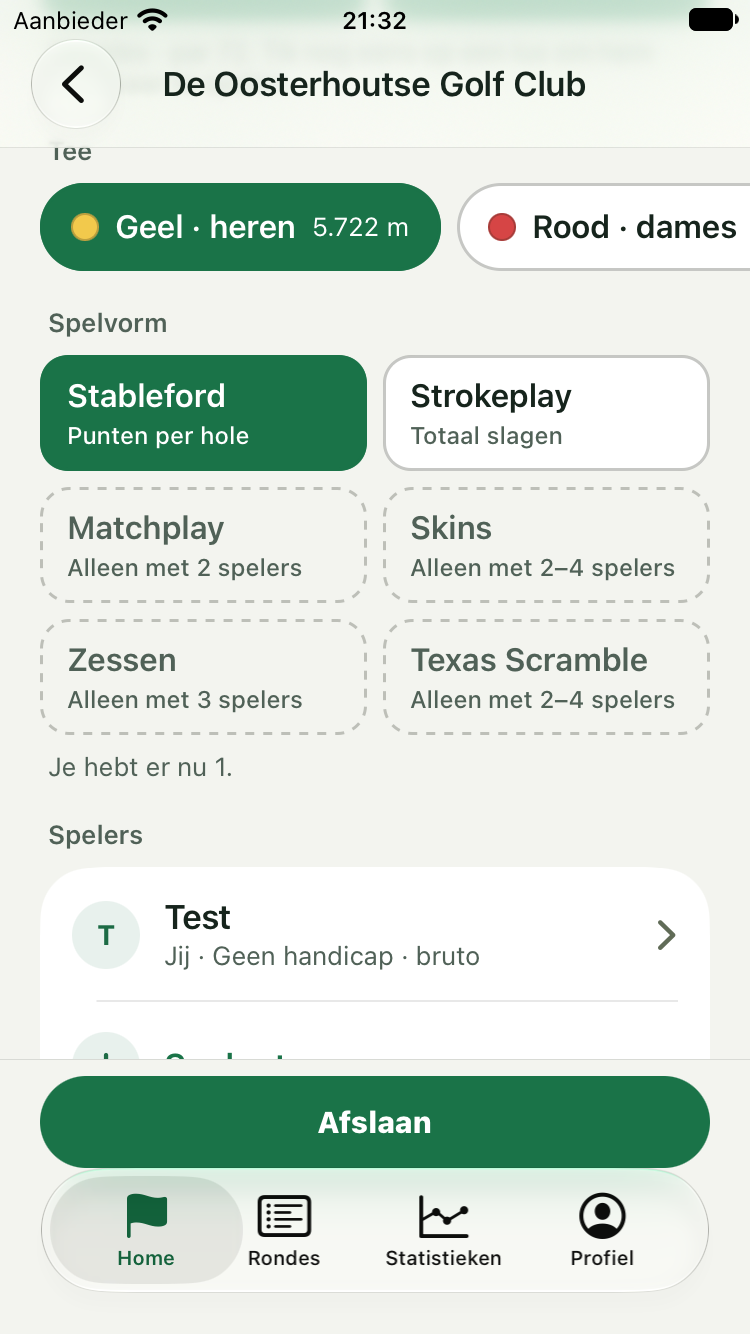 Aanbieder 21:32
De Oosterhoutse Golf Club
Tee
Geel · heren 5.722 m
Rood · dames
Spelvorm
Stableford
Punten per hole
Strokeplay
Totaal slagen
Matchplay
Alleen met 2 spelers
Skins
Alleen met 2–4 spelers
Zessen
Alleen met 3 spelers
Texas Scramble
Alleen met 2–4 spelers
Je hebt er nu 1.
Spelers
T
Test
Jij · Geen handicap · bruto
Afslaan
Home
Rondes
Statistieken
Profiel